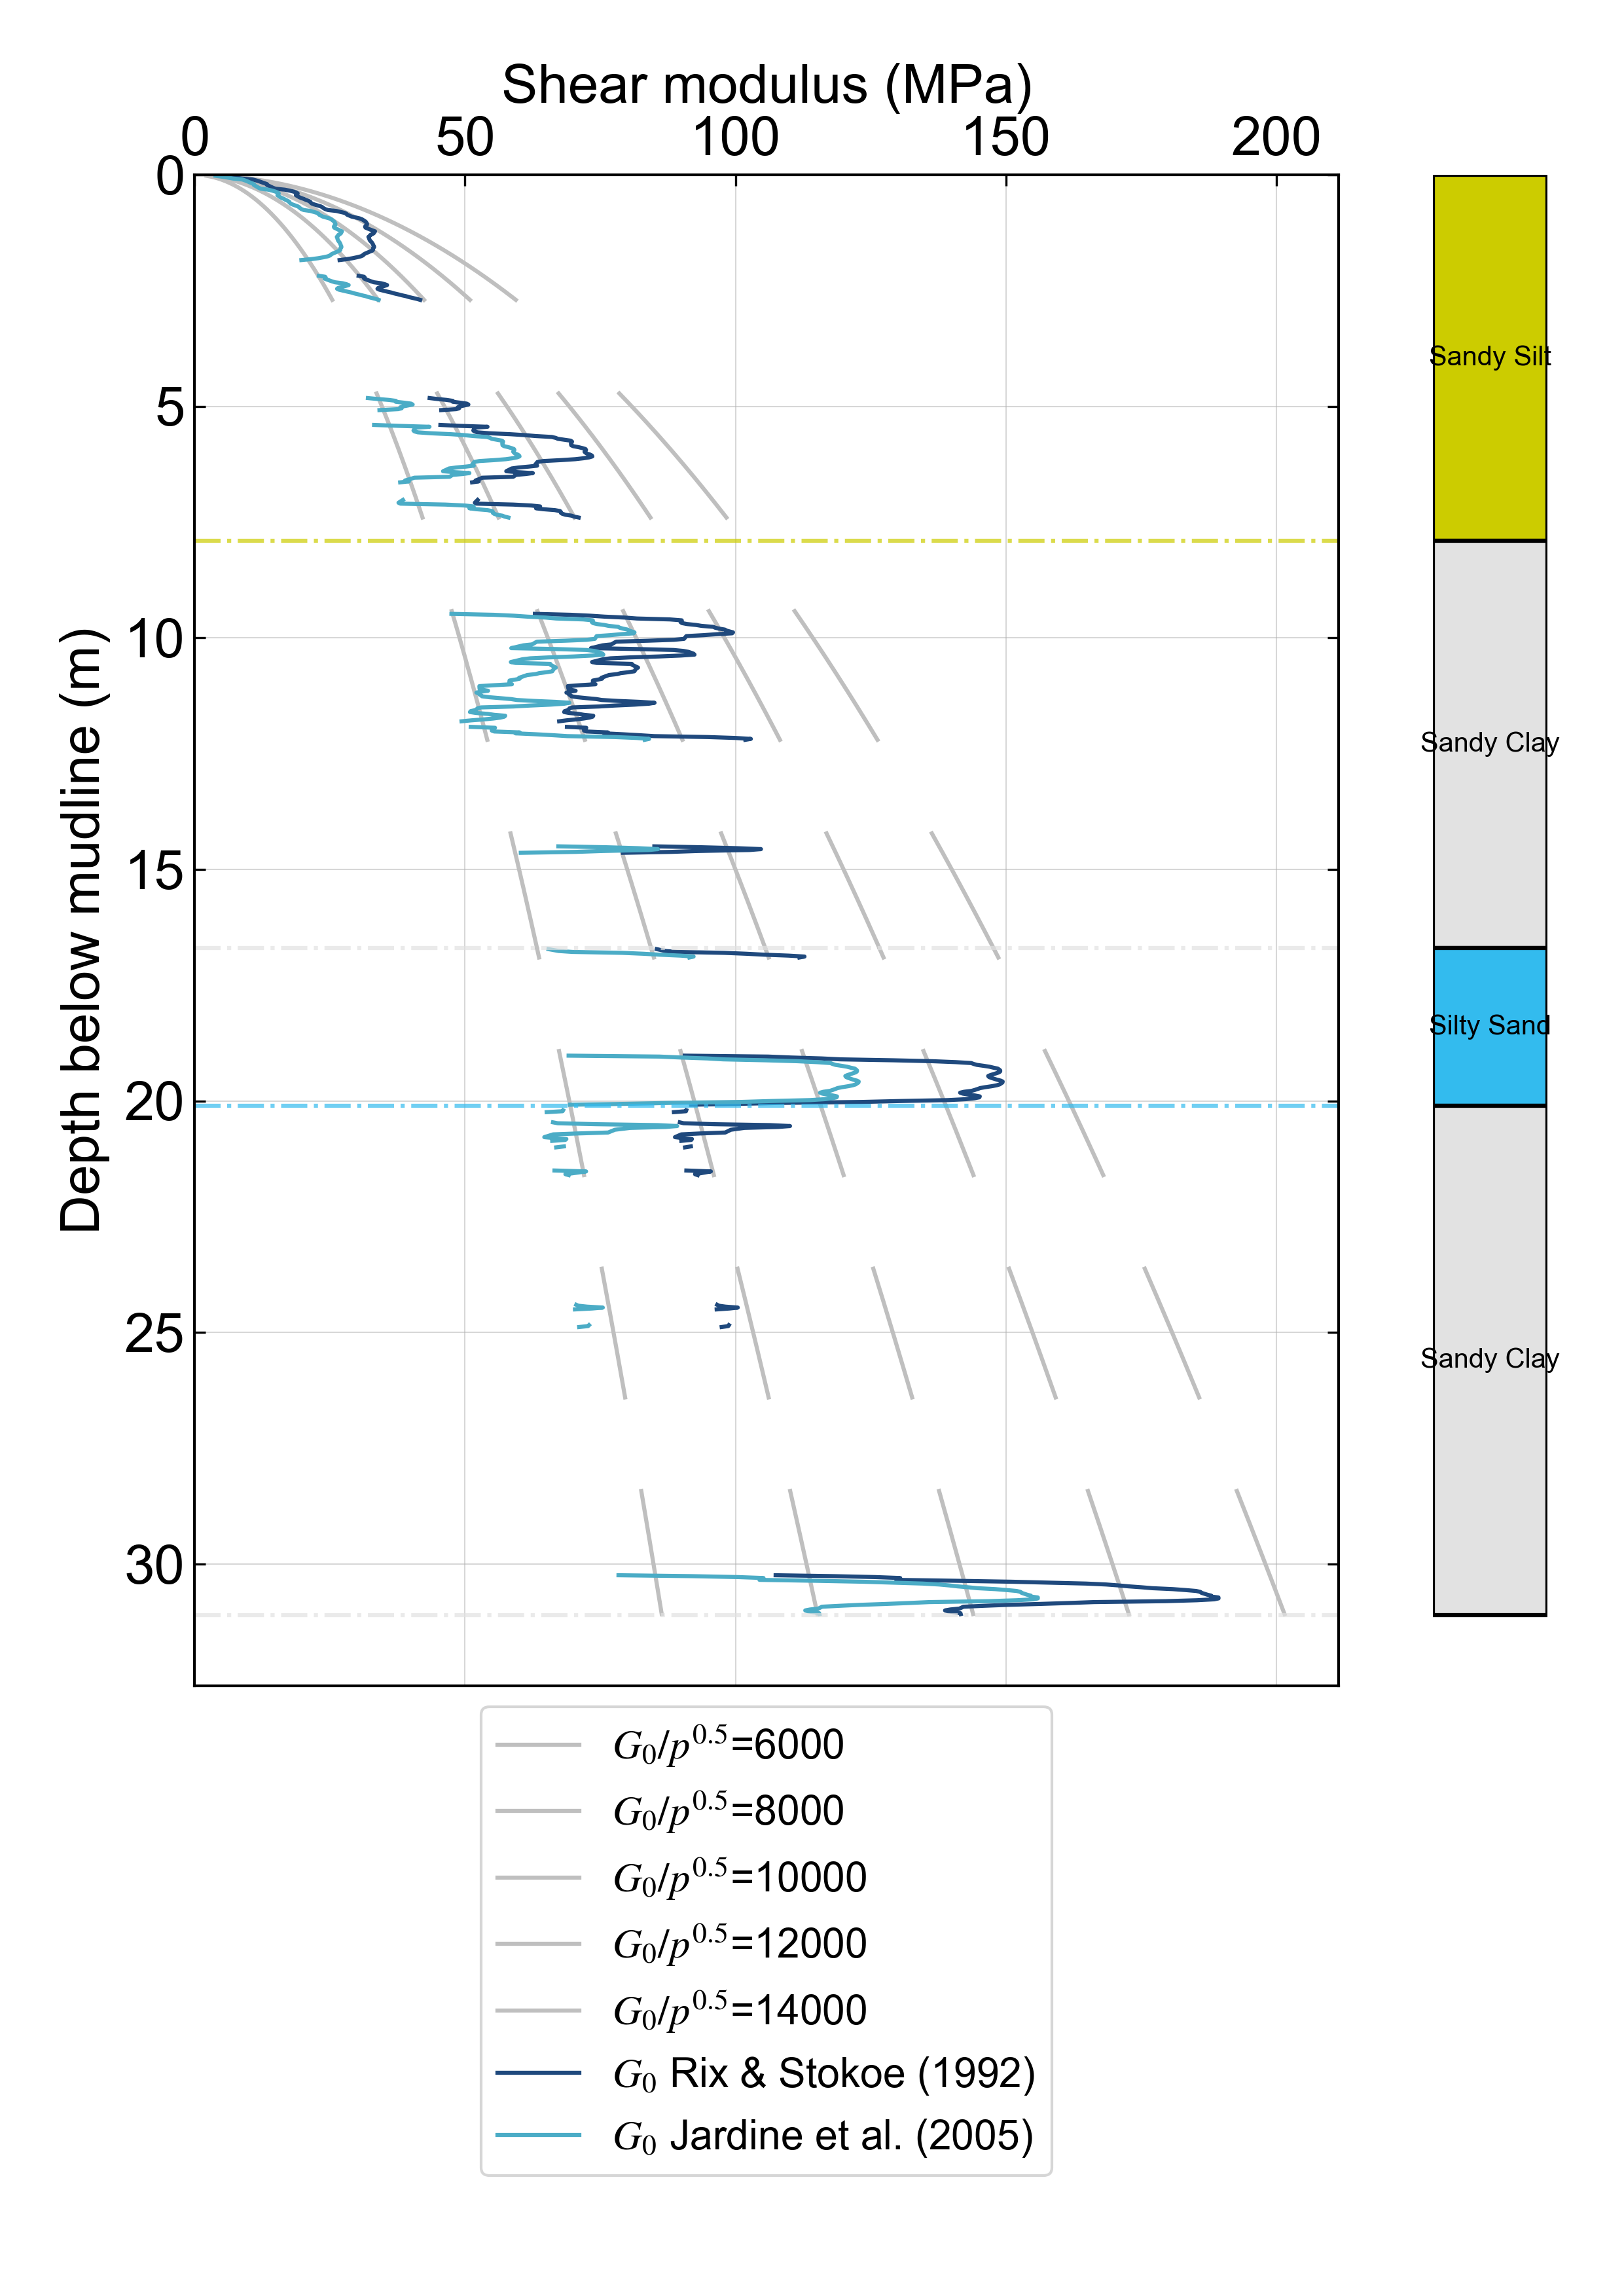 Shear modulus (MPa)
0 50 100 150 200
0
5
10
15
20
25
30
Depth below mudline (m)
Sandy Silt
Sandy Clay
Silty Sand
Sandy Clay
G₀/p⁰·⁵=6000
G₀/p⁰·⁵=8000
G₀/p⁰·⁵=10000
G₀/p⁰·⁵=12000
G₀/p⁰·⁵=14000
G₀ Rix & Stokoe (1992)
G₀ Jardine et al. (2005)